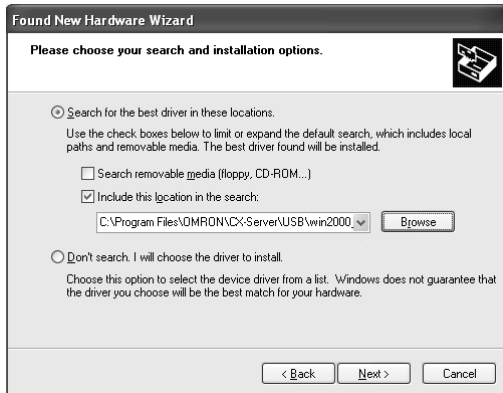 Found New Hardware Wizard
Please choose your search and installation options.
Search for the best driver in these locations.
Use the check boxes below to limit or expand the default search, which includes local
paths and removable media. The best driver found will be installed.
Search removable media (floppy, CD-ROM...)
Include this location in the search:
C:\Program Files\OMRON\CX-Server\USB\win2000_
Browse
Don't search. I will choose the driver to install.
Choose this option to select the device driver from a list. Windows does not guarantee that
the driver you choose will be the best match for your hardware.
< Back Next > Cancel